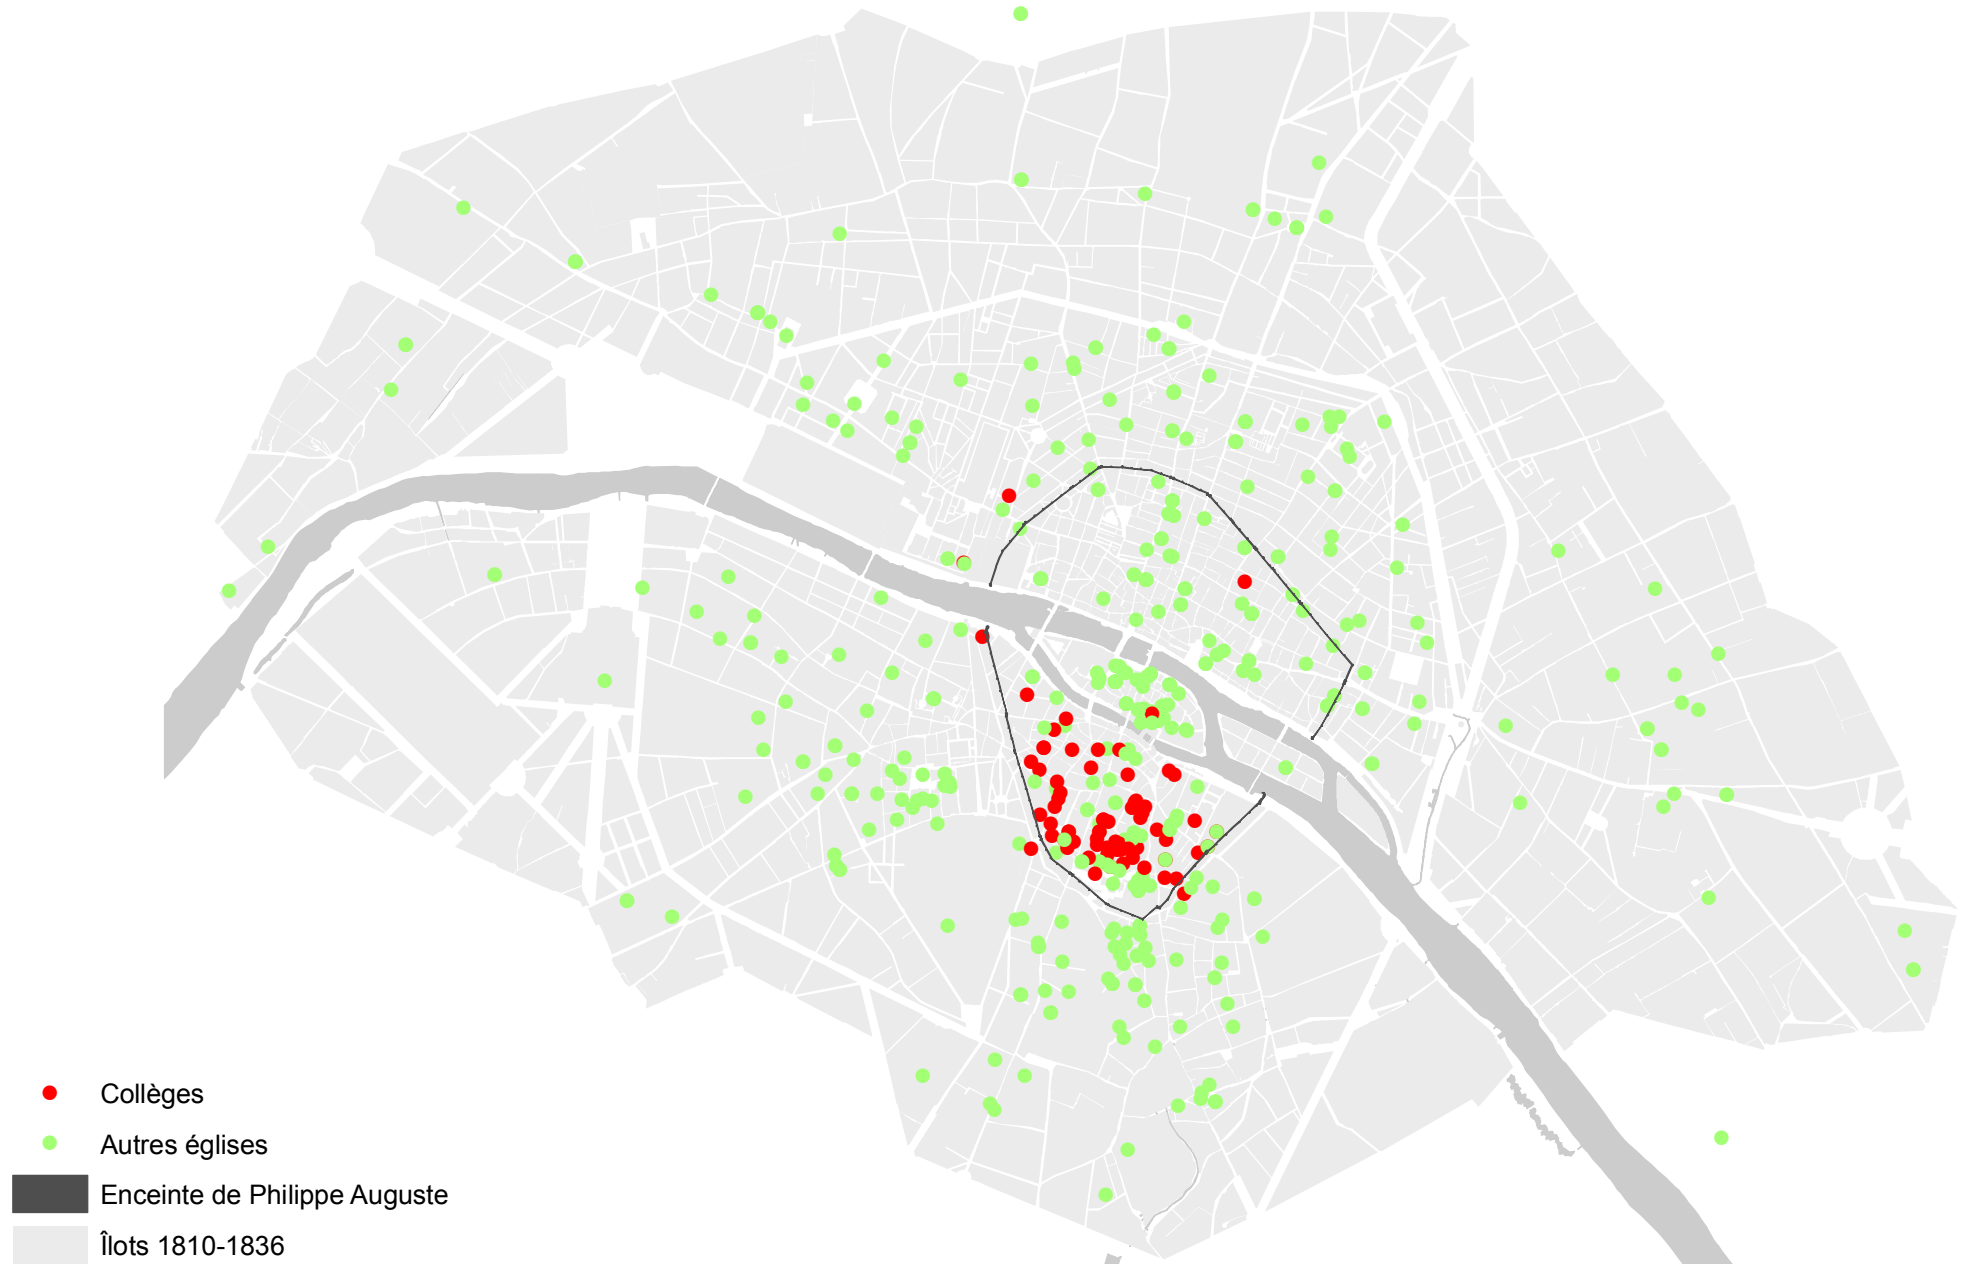 Collèges
Autres églises
Enceinte de Philippe Auguste
Îlots 1810-1836